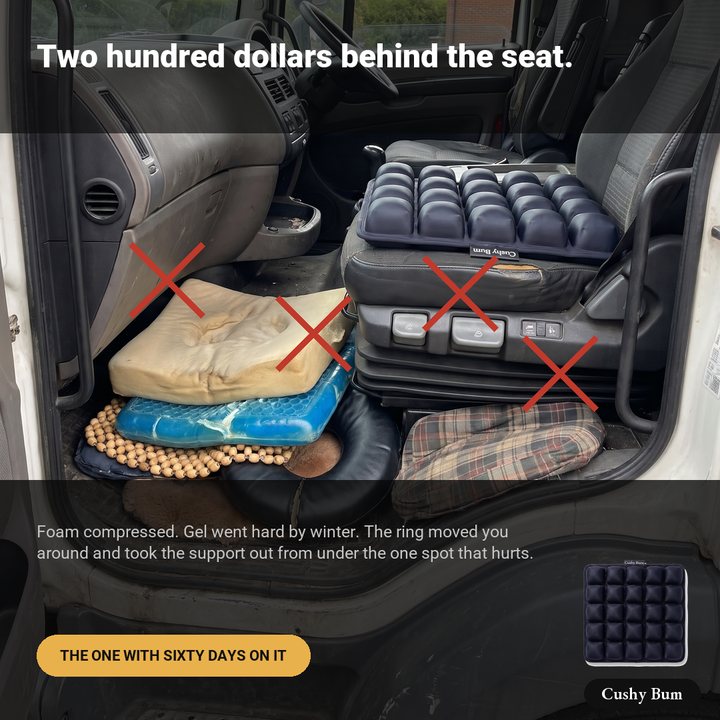 Two hundred dollars behind the seat.
Cushy Bum
Foam compressed. Gel went hard by winter. The ring moved you
around and took the support out from under the one spot that hurts.
Cushy Bum
THE ONE WITH SIXTY DAYS ON IT
Cushy Bum